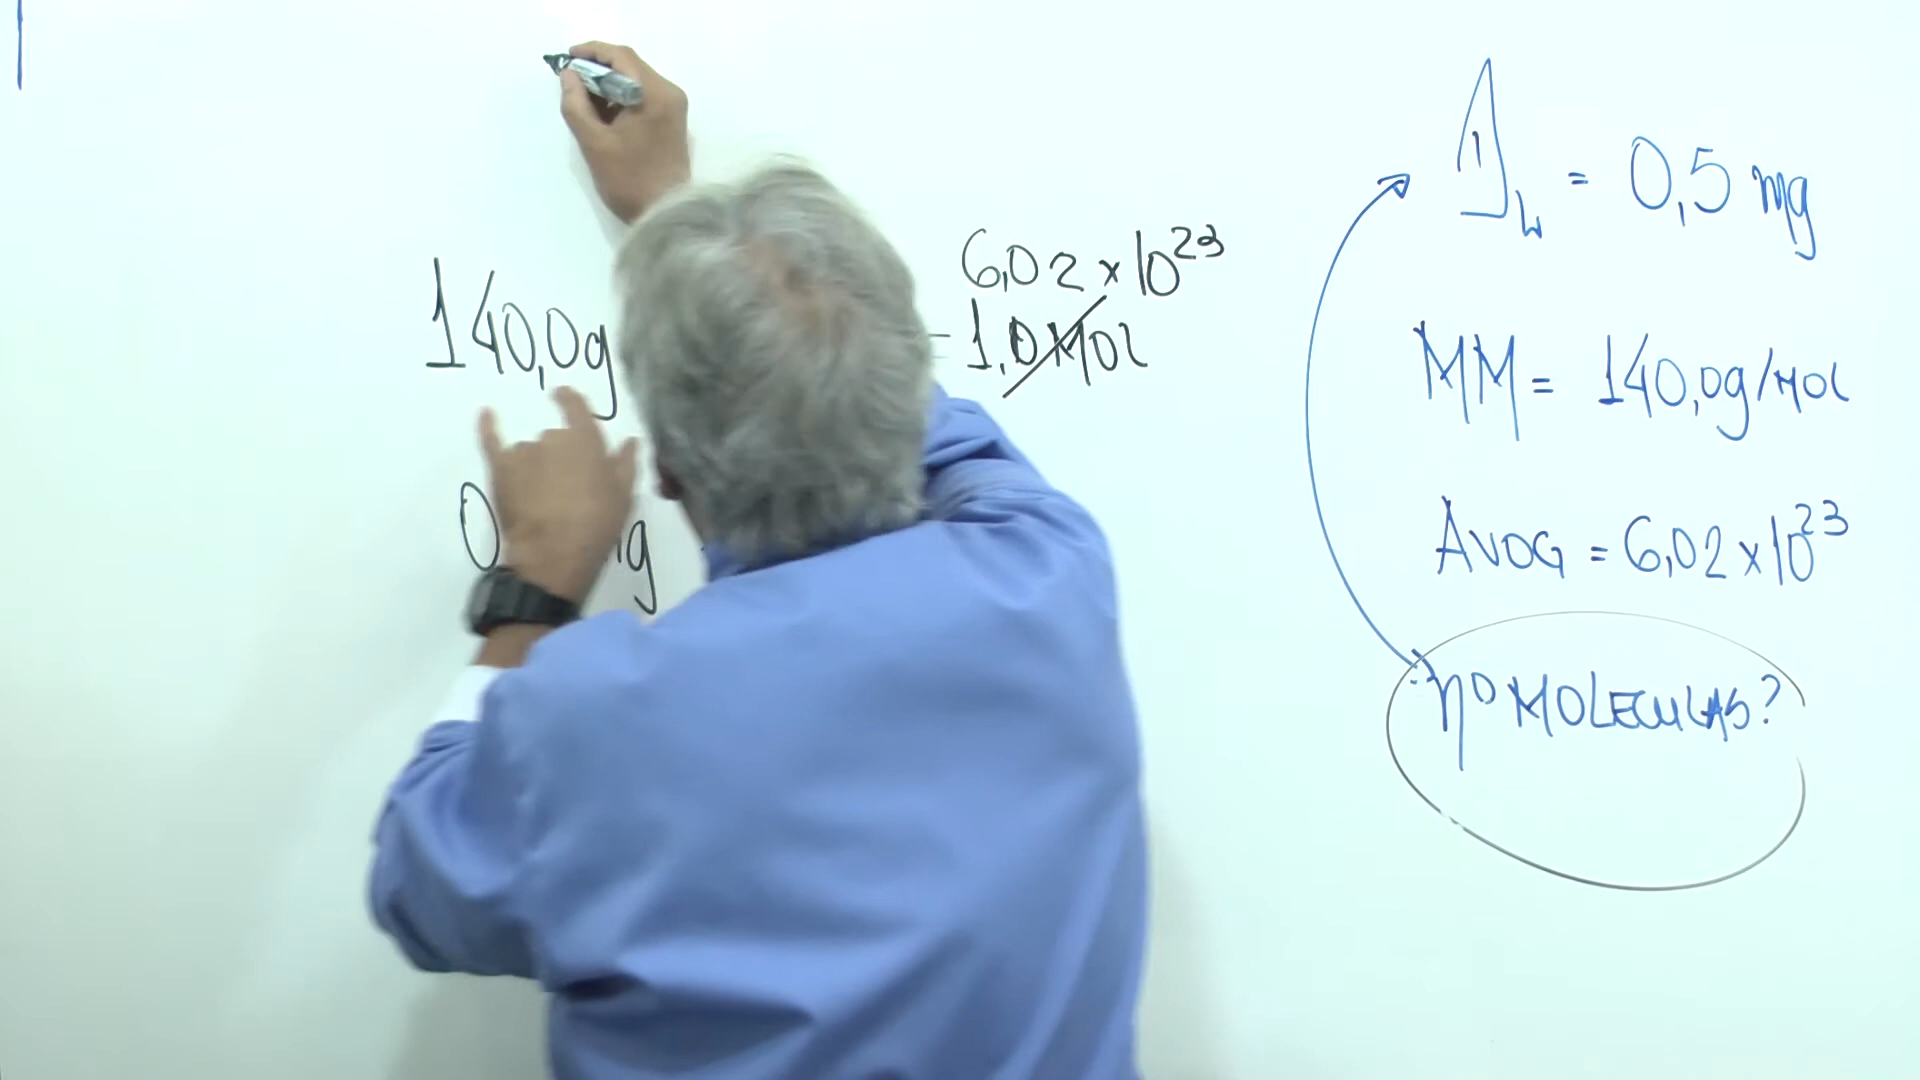 6,02 x 10²³
140,0g = 1,0 MOL
= 0,5 mg
MM = 140,0g/MOL
AVOG = 6,02 x 10²³
nº MOLECULAS?